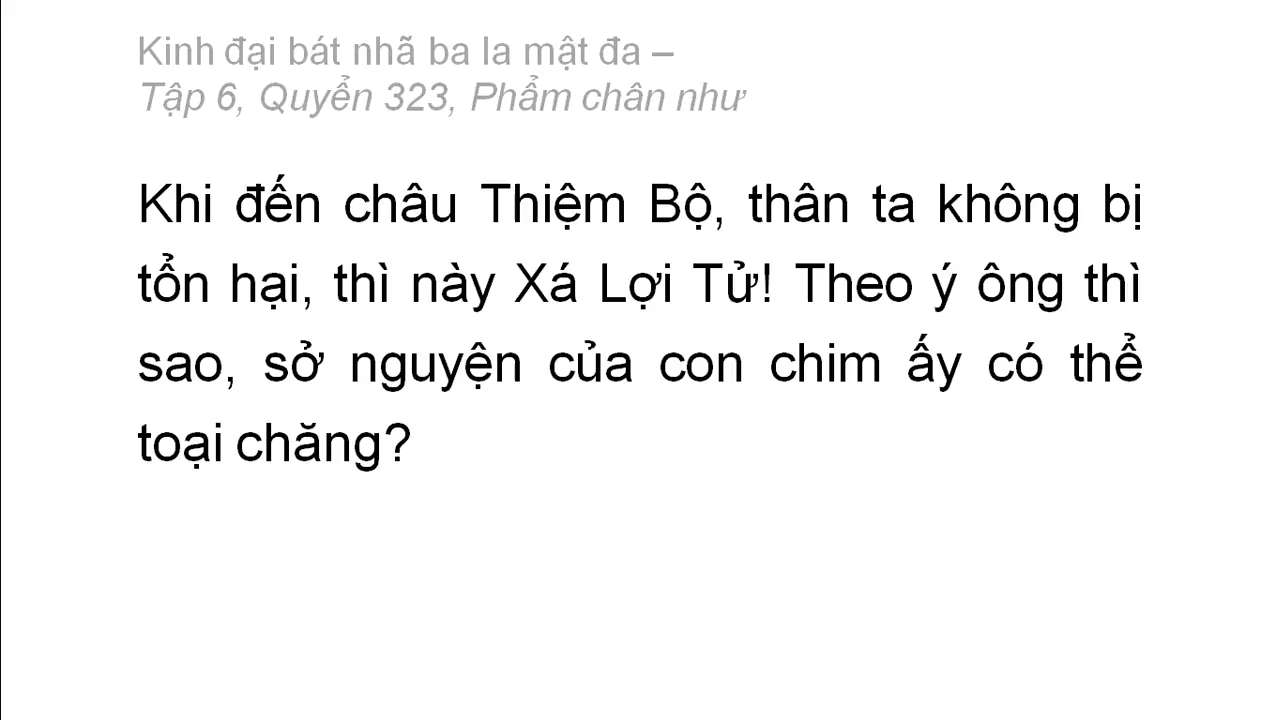 Kinh đại bát nhã ba la mật đa –
Tập 6, Quyển 323, Phẩm chân như
Khi đến châu Thiệm Bộ, thân ta không bị
tổn hại, thì này Xá Lợi Tử! Theo ý ông thì
sao, sở nguyện của con chim ấy có thể
toại chăng?